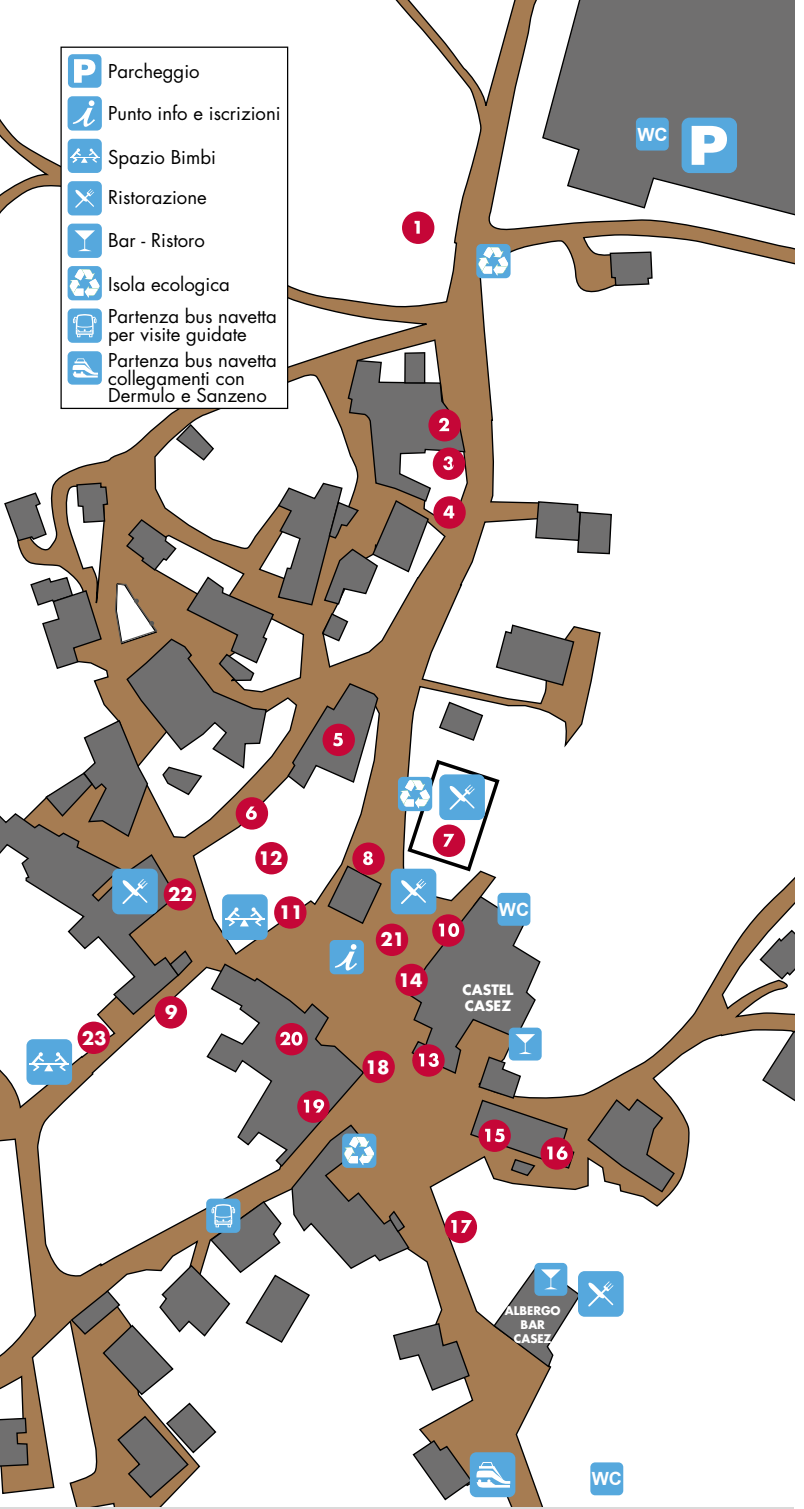 P Parcheggio
i Punto info e iscrizioni
Spazio Bimbi
Ristorazione
Bar - Ristoro
Isola ecologica
Partenza bus navetta
per visite guidate
Partenza bus navetta
collegamenti con
Dermulo e Sanzeno
WC P
1
2
3
4
5
6
7
12
8
22
11
10
WC
21
i
14
CASTEL
CASEZ
9
23
20
13
18
19
15
16
17
ALBERGO
BAR
CASEZ
WC